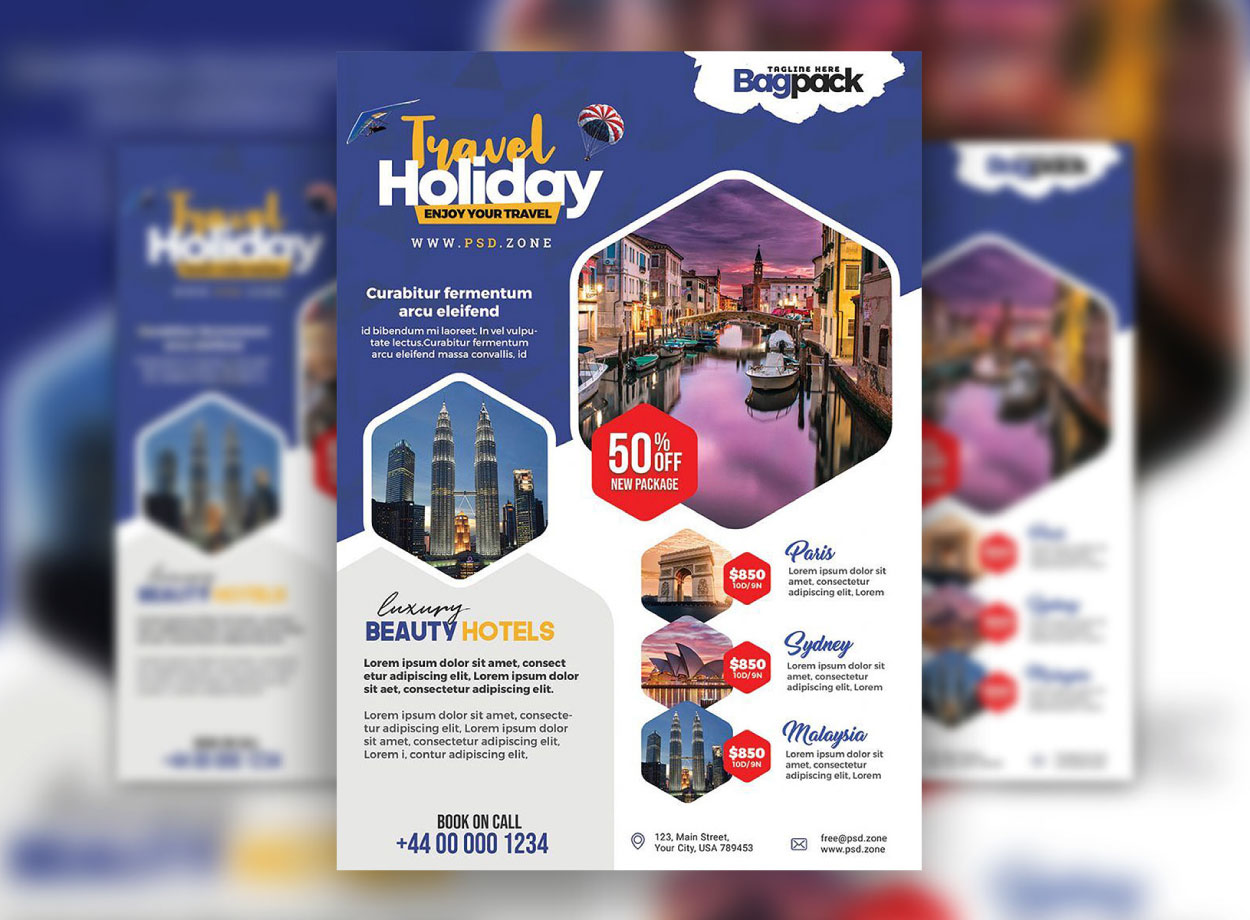 TAGLINE HERE
Bagpack
Travel
Holiday
ENJOY YOUR TRAVEL
WWW.PSD.ZONE
Curabitur fermentum
arcu eleifend
id bibendum mi laoreet. In vel vulpu-
tate lectus.Curabitur fermentum
arcu eleifend massa convallis, id
50% OFF
NEW PACKAGE
luxury
BEAUTY HOTELS
Lorem ipsum dolor sit amet, consect
etur adipiscing elit, Lorem ipsum dolor
sit aet, consectetur adipiscing elit.
Lorem ipsum dolor sit amet, consecte-
tur adipiscing elit, Lorem ipsum dolor
sit amet, consectetur adipiscing elit.
Lorem i, contur adipiscing elit,
BOOK ON CALL
+44 00 000 1234
Paris
$850
10D/9N
Lorem ipsum dolor sit
amet, consectetur
adipiscing elit, Lorem
Sydney
$850
10D/9N
Lorem ipsum dolor sit
amet, consectetur
adipiscing elit, Lorem
Malaysia
$850
10D/9N
Lorem ipsum dolor sit
amet, consectetur
adipiscing elit, Lorem
123, Main Street,
Your City, USA 789453
free@psd.zone
www.psd.zone